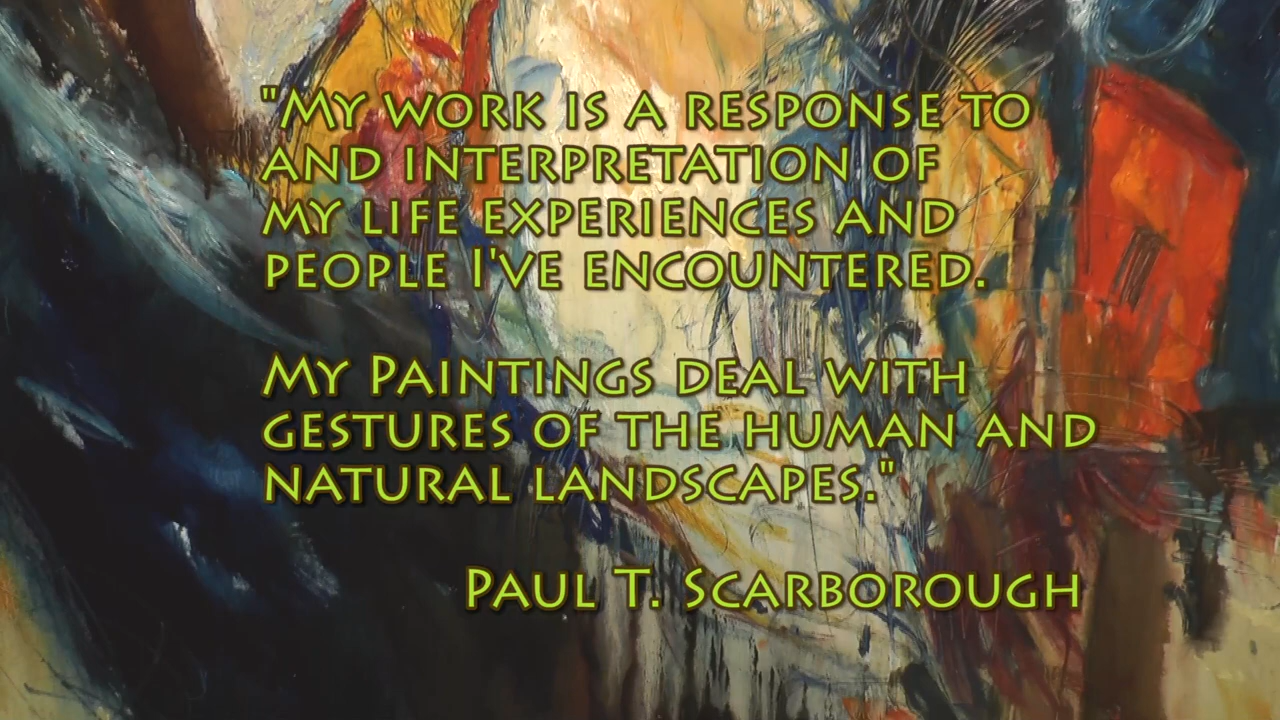 "My work is a response to
and interpretation of
my life experiences and
people I've encountered.
My Paintings deal with
gestures of the human and
natural landscapes."
Paul T. Scarborough